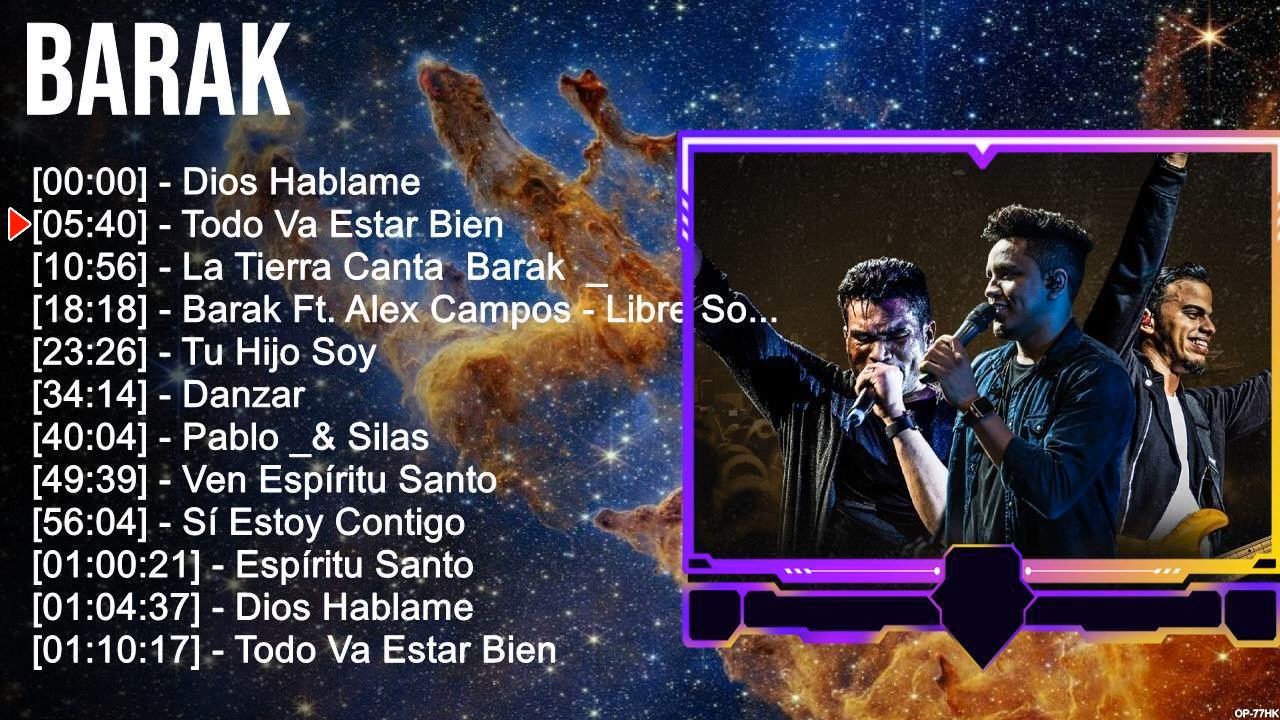 BARAK
[00:00] - Dios Hablame
[05:40] - Todo Va Estar Bien
[10:56] - La Tierra Canta  Barak  _
[18:18] - Barak Ft. Alex Campos - Libre So...
[23:26] - Tu Hijo Soy
[34:14] - Danzar
[40:04] - Pablo _& Silas
[49:39] - Ven Espíritu Santo
[56:04] - Sí Estoy Contigo
[01:00:21] - Espíritu Santo
[01:04:37] - Dios Hablame
[01:10:17] - Todo Va Estar Bien
OP-77HK